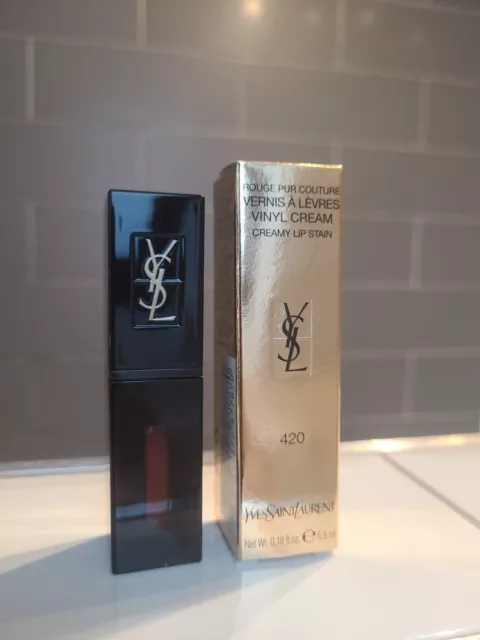 YSL
ROUGE PUR COUTURE
VERNIS À LÈVRES
VINYL CREAM
CREAMY LIP STAIN
YSL
420
YVESSAINTLAURENT
Net Wt. 0.18 fl.oz. e 5.5 ml